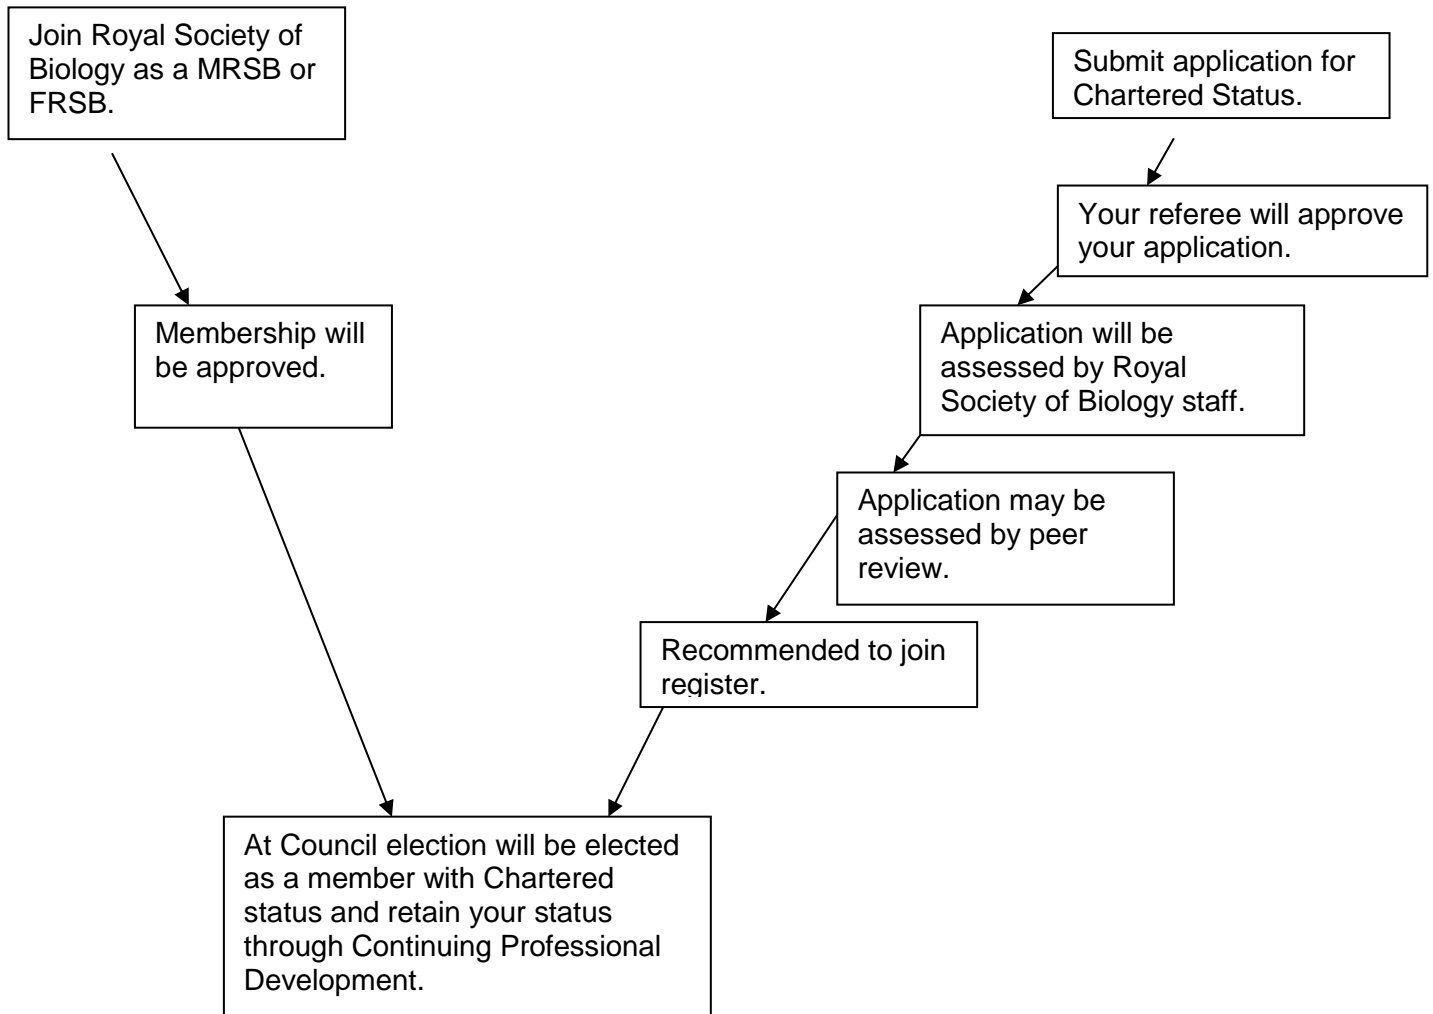 Join Royal Society of
Biology as a MRSB or
FRSB.
Submit application for
Chartered Status.
Your referee will approve
your application.
Membership will
be approved.
Application will be
assessed by Royal
Society of Biology staff.
Application may be
assessed by peer
review.
Recommended to join
register.
At Council election will be elected
as a member with Chartered
status and retain your status
through Continuing Professional
Development.